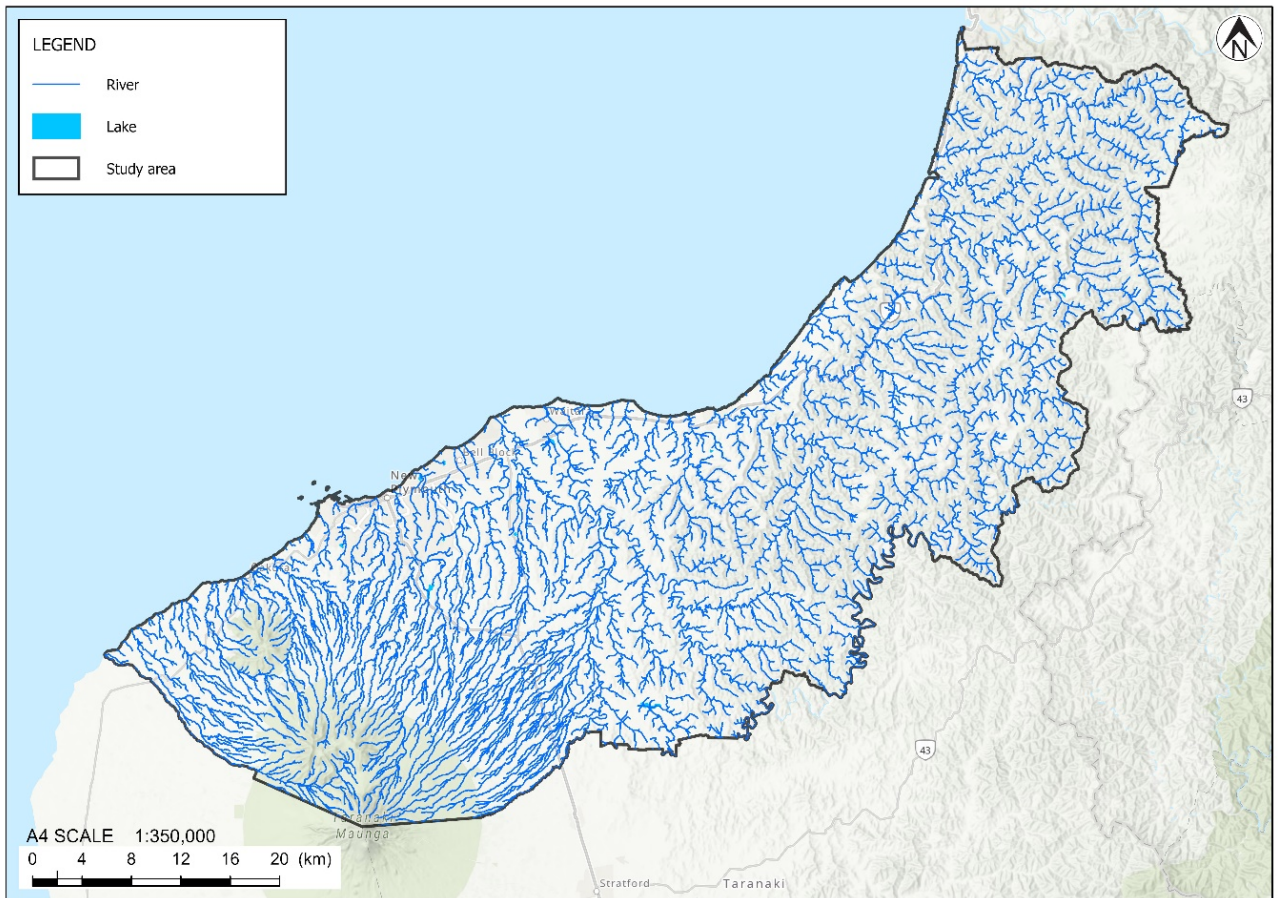 LEGEND
River
Lake
Study area
N
43
Waitara
Bell Block
New
Plymouth
43
Taranaki
Maunga
A4 SCALE 1:350,000
0 4 8 12 16 20 (km)
Stratford
Taranaki